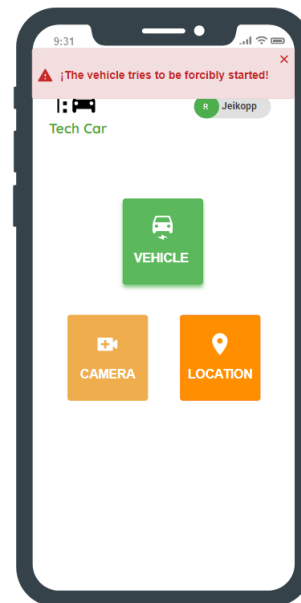 9:31
¡The vehicle tries to be forcibly started!
R Jeikopp
Tech Car
VEHICLE
CAMERA
LOCATION